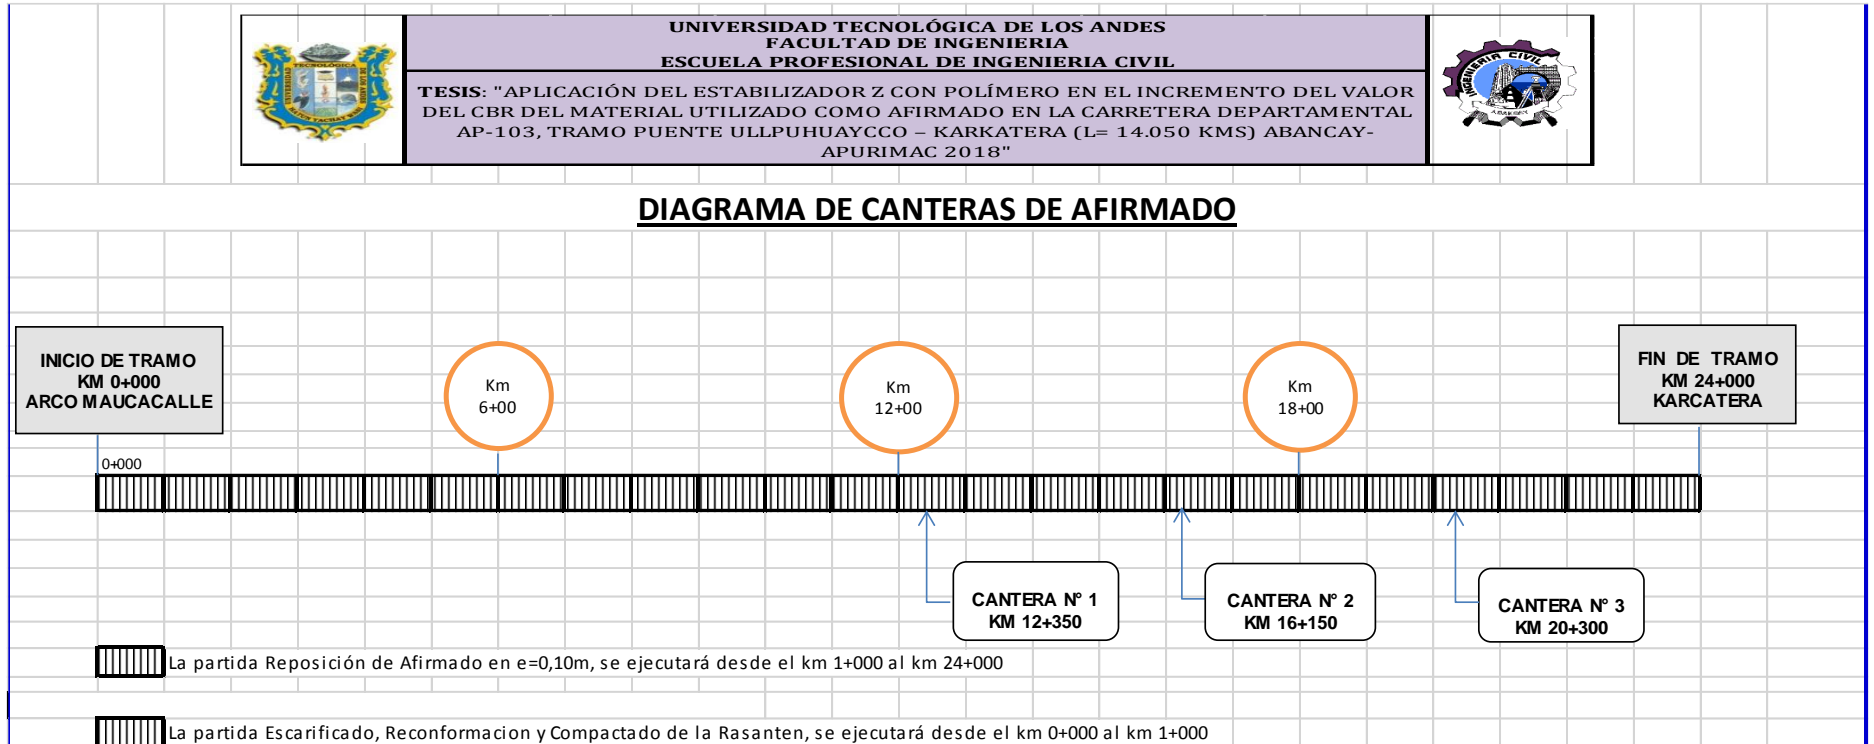 UNIVERSIDAD TECNOLÓGICA DE LOS ANDES
FACULTAD DE INGENIERIA
ESCUELA PROFESIONAL DE INGENIERIA CIVIL
TESIS: "APLICACIÓN DEL ESTABILIZADOR Z CON POLÍMERO EN EL INCREMENTO DEL VALOR
DEL CBR DEL MATERIAL UTILIZADO COMO AFIRMADO EN LA CARRETERA DEPARTAMENTAL
AP-103, TRAMO PUENTE ULLPUHUAYCCO – KARKATERA (L= 14.050 KMS) ABANCAY-
APURIMAC 2018"
TECNOLÓGICA
INGENIERIA CIVIL
DIAGRAMA DE CANTERAS DE AFIRMADO
INICIO DE TRAMO
KM 0+000
ARCO MAUCACALLE
Km
6+00
Km
12+00
Km
18+00
FIN DE TRAMO
KM 24+000
KARCATERA
0+000
CANTERA N° 1
KM 12+350
CANTERA N° 2
KM 16+150
CANTERA N° 3
KM 20+300
La partida Reposición de Afirmado en e=0,10m, se ejecutará desde el km 1+000 al km 24+000
La partida Escarificado, Reconformacion y Compactado de la Rasanten, se ejecutará desde el km 0+000 al km 1+000